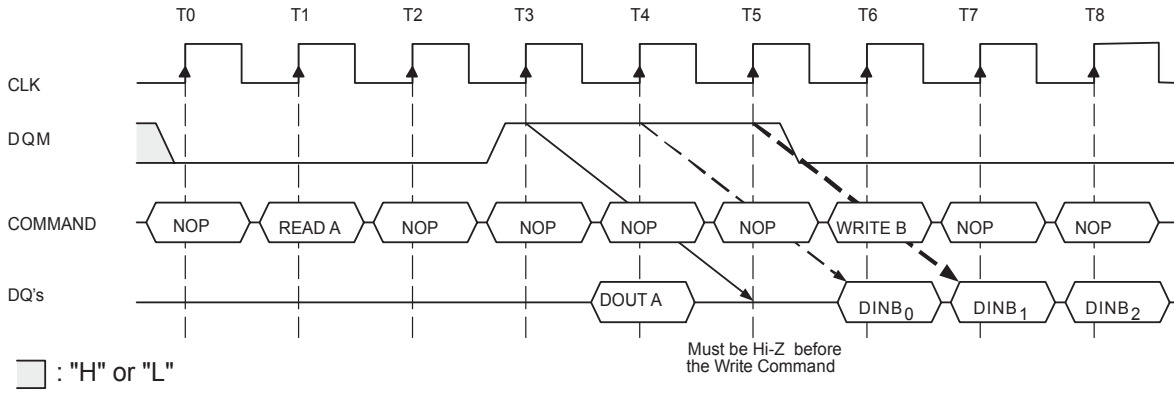 T0 T1 T2 T3 T4 T5 T6 T7 T8
CLK
DQM
COMMAND NOP READ A NOP NOP NOP NOP WRITE B NOP NOP
DQ's DOUT A DINB0 DINB1 DINB2
Must be Hi-Z before
the Write Command
: "H" or "L"